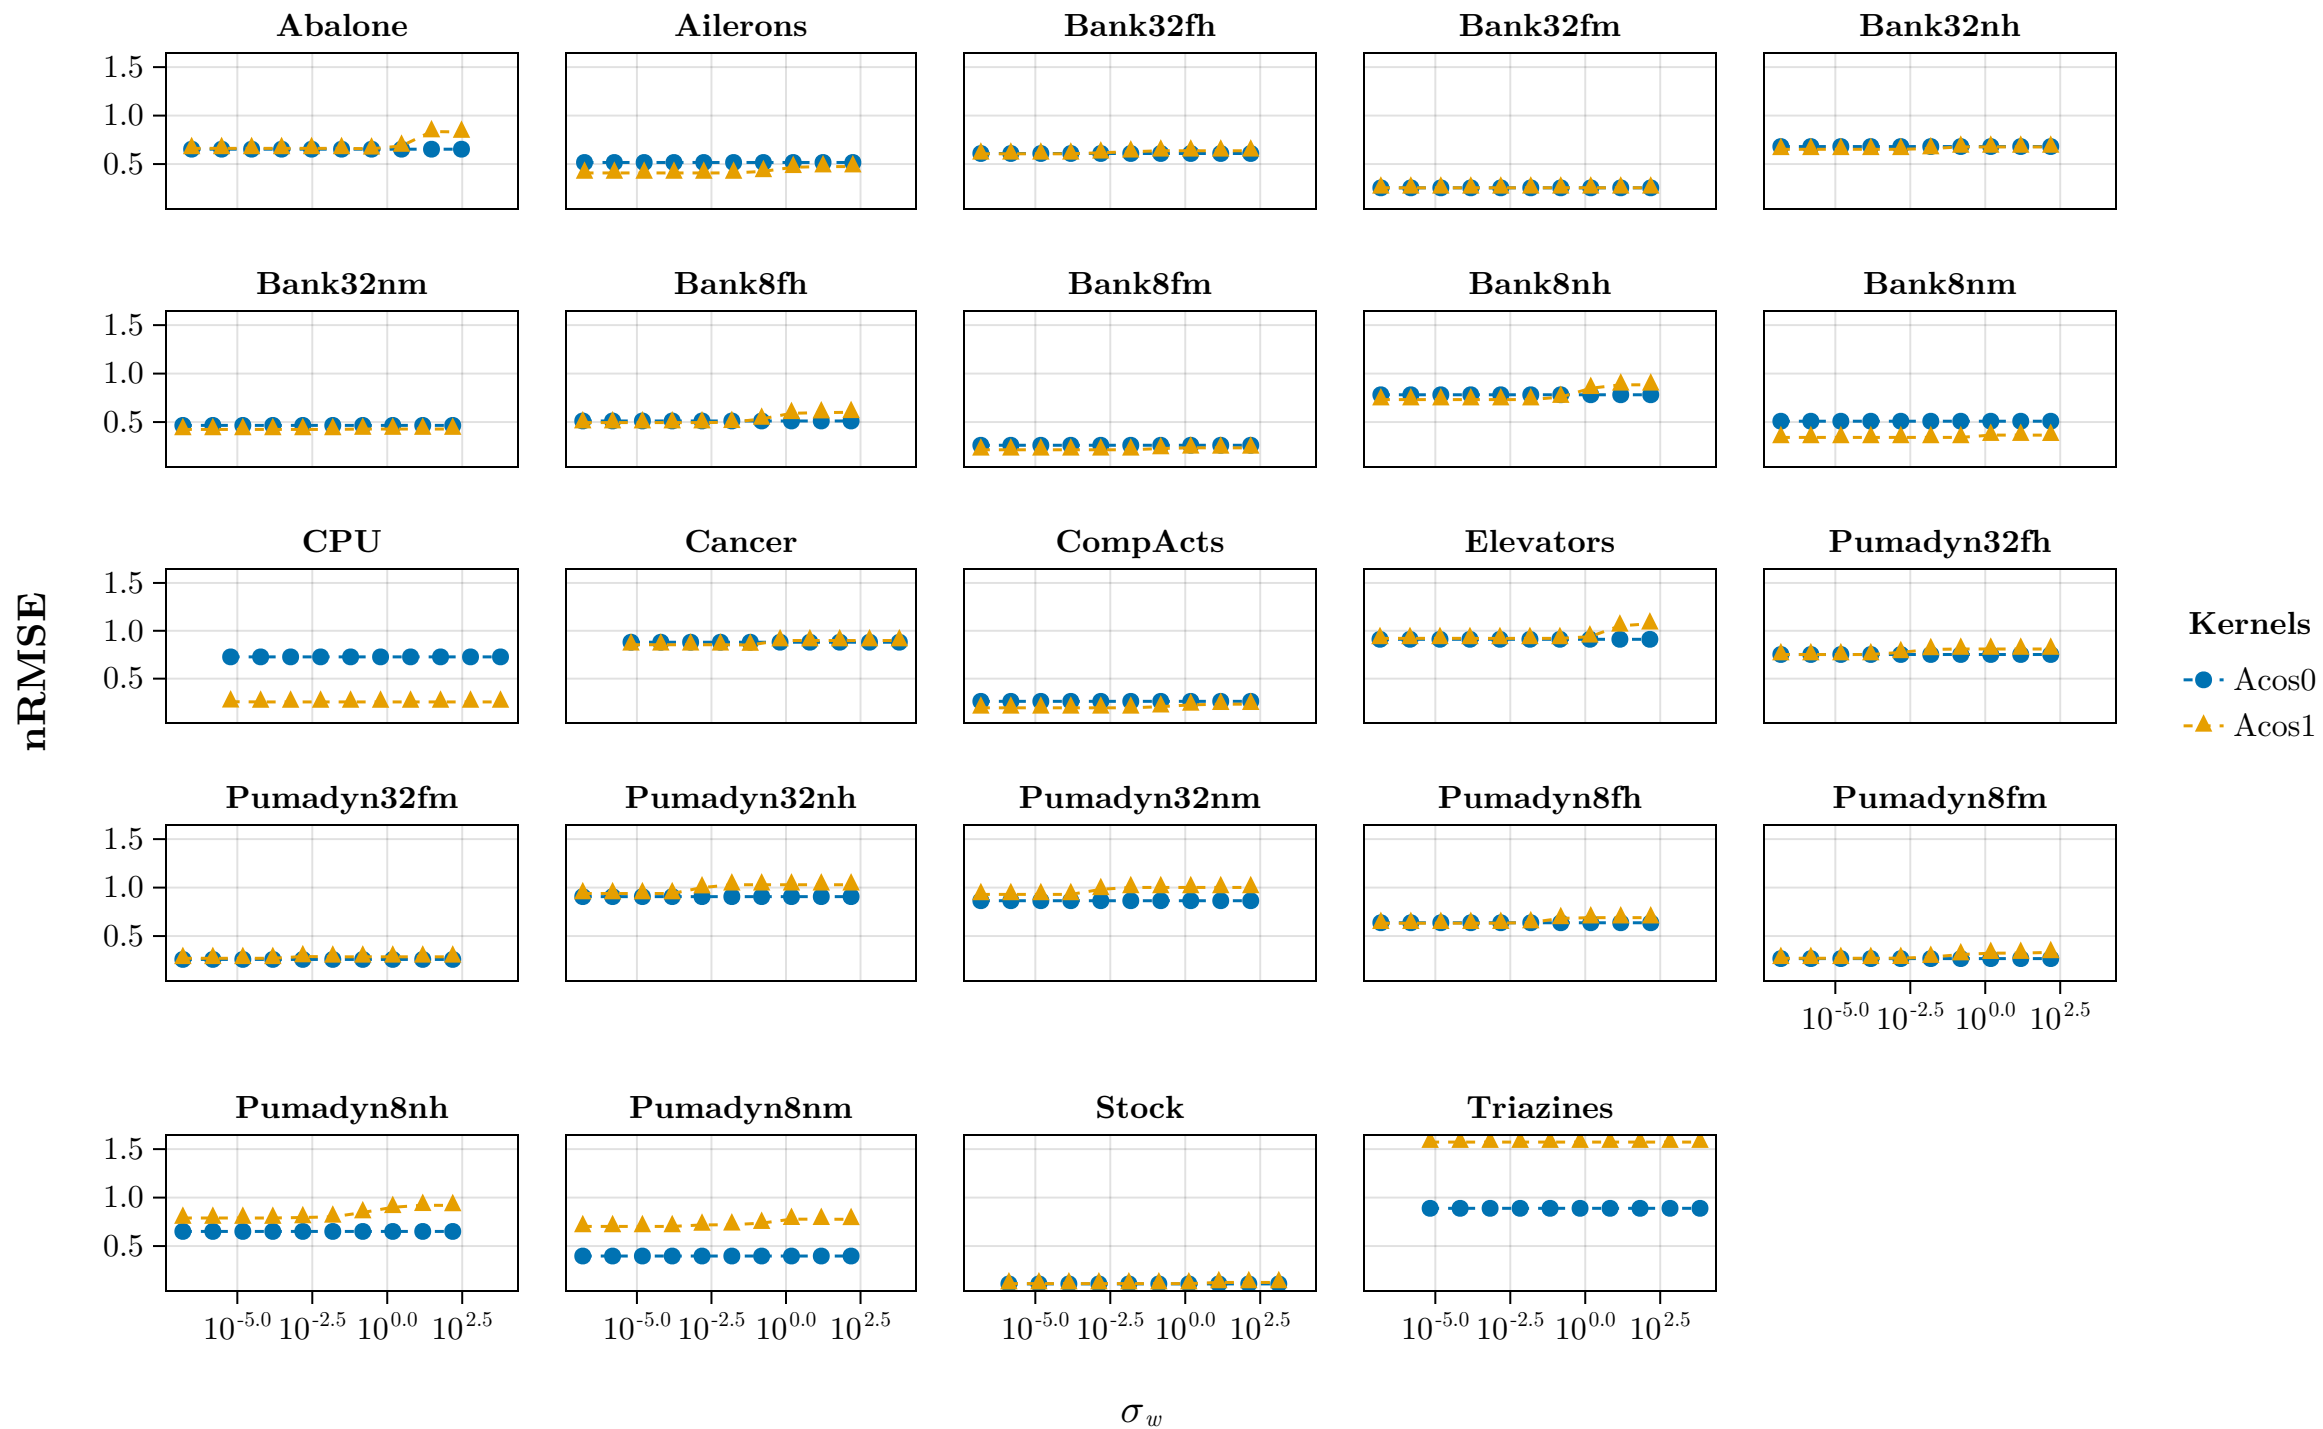 Abalone Ailerons Bank32fh Bank32fm Bank32nh
1.5
1.0
0.5
Bank32nm Bank8fh Bank8fm Bank8nh Bank8nm
1.5
1.0
0.5
CPU Cancer CompActs Elevators Pumadyn32fh
1.5
1.0
0.5
nRMSE
Kernels
Acos0
Acos1
Pumadyn32fm Pumadyn32nh Pumadyn32nm Pumadyn8fh Pumadyn8fm
1.5
1.0
0.5
10^-5.0 10^-2.5 10^0.0 10^2.5
Pumadyn8nh Pumadyn8nm Stock Triazines
1.5
1.0
0.5
10^-5.0 10^-2.5 10^0.0 10^2.5 10^-5.0 10^-2.5 10^0.0 10^2.5 10^-5.0 10^-2.5 10^0.0 10^2.5 10^-5.0 10^-2.5 10^0.0 10^2.5
σ_w